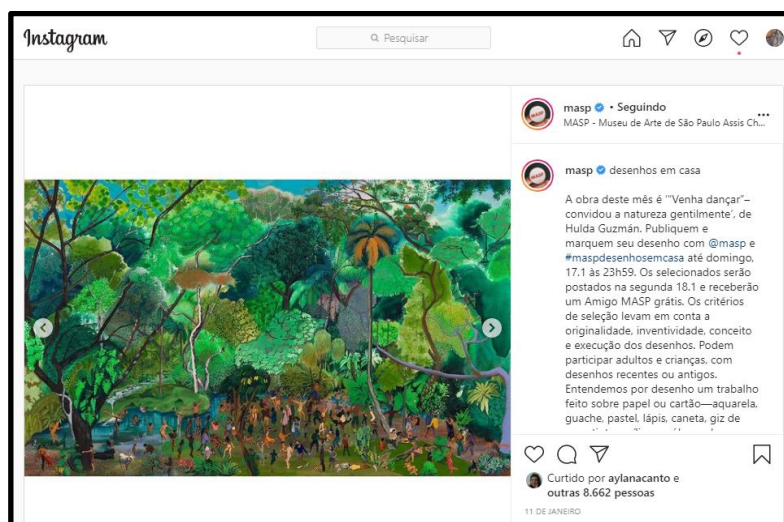 Instagram
Pesquisar
masp • Seguindo
MASP - Museu de Arte de São Paulo Assis Ch...
masp desenhos em casa
A obra deste mês é ‘"Venha dançar"–
convidou a natureza gentilmente’, de
Hulda Guzmán. Publiquem e
marquem seu desenho com @masp e
#maspdesenhosemcasa até domingo,
17.1 às 23h59. Os selecionados serão
postados na segunda 18.1 e receberão
um Amigo MASP grátis. Os critérios
de seleção levam em conta a
originalidade, inventividade, conceito
e execução dos desenhos. Podem
participar adultos e crianças, com
desenhos recentes ou antigos.
Entendemos por desenho um trabalho
feito sobre papel ou cartão—aquarela,
guache, pastel, lápis, caneta, giz de
Curtido por aylanacanto e
outras 8.662 pessoas
11 DE JANEIRO